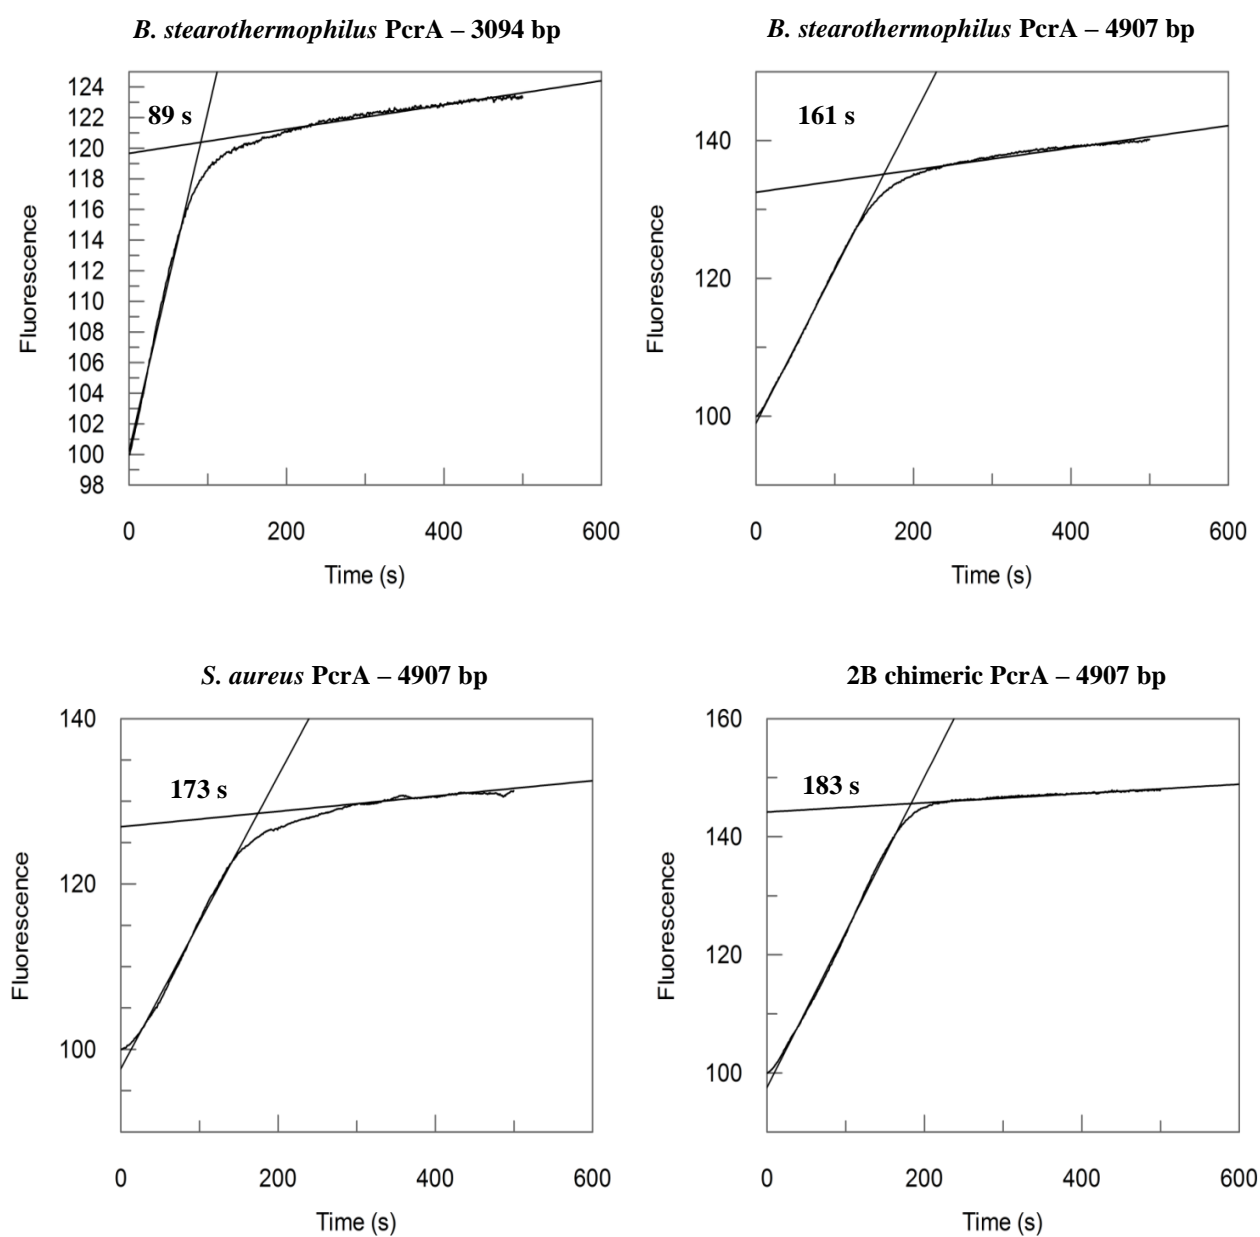 B. stearothermophilus PcrA – 3094 bp
124
122
120
118
116
114
112
110
108
106
104
102
100
98
89 s
Fluorescence
0 200 400 600
Time (s)
B. stearothermophilus PcrA – 4907 bp
140
120
100
161 s
Fluorescence
0 200 400 600
Time (s)
S. aureus PcrA – 4907 bp
140
120
100
173 s
Fluorescence
0 200 400 600
Time (s)
2B chimeric PcrA – 4907 bp
160
140
120
100
183 s
Fluorescence
0 200 400 600
Time (s)